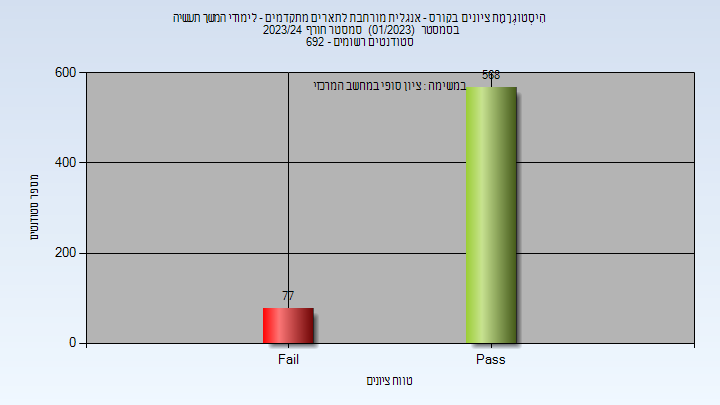 היסטוגרמת ציונים בקורס - אנגלית מורחבת לתארים מתקדמים - לימודי המשך תעשיה
בסמסטר (01/2023) סמסטר חורף 2023/24
סטודנטים רשומים - 692
במשימה : ציון סופי במחשב המרכזי
568
77
600
400
200
0
מספר סטודנטים
Fail
Pass
טווח ציונים